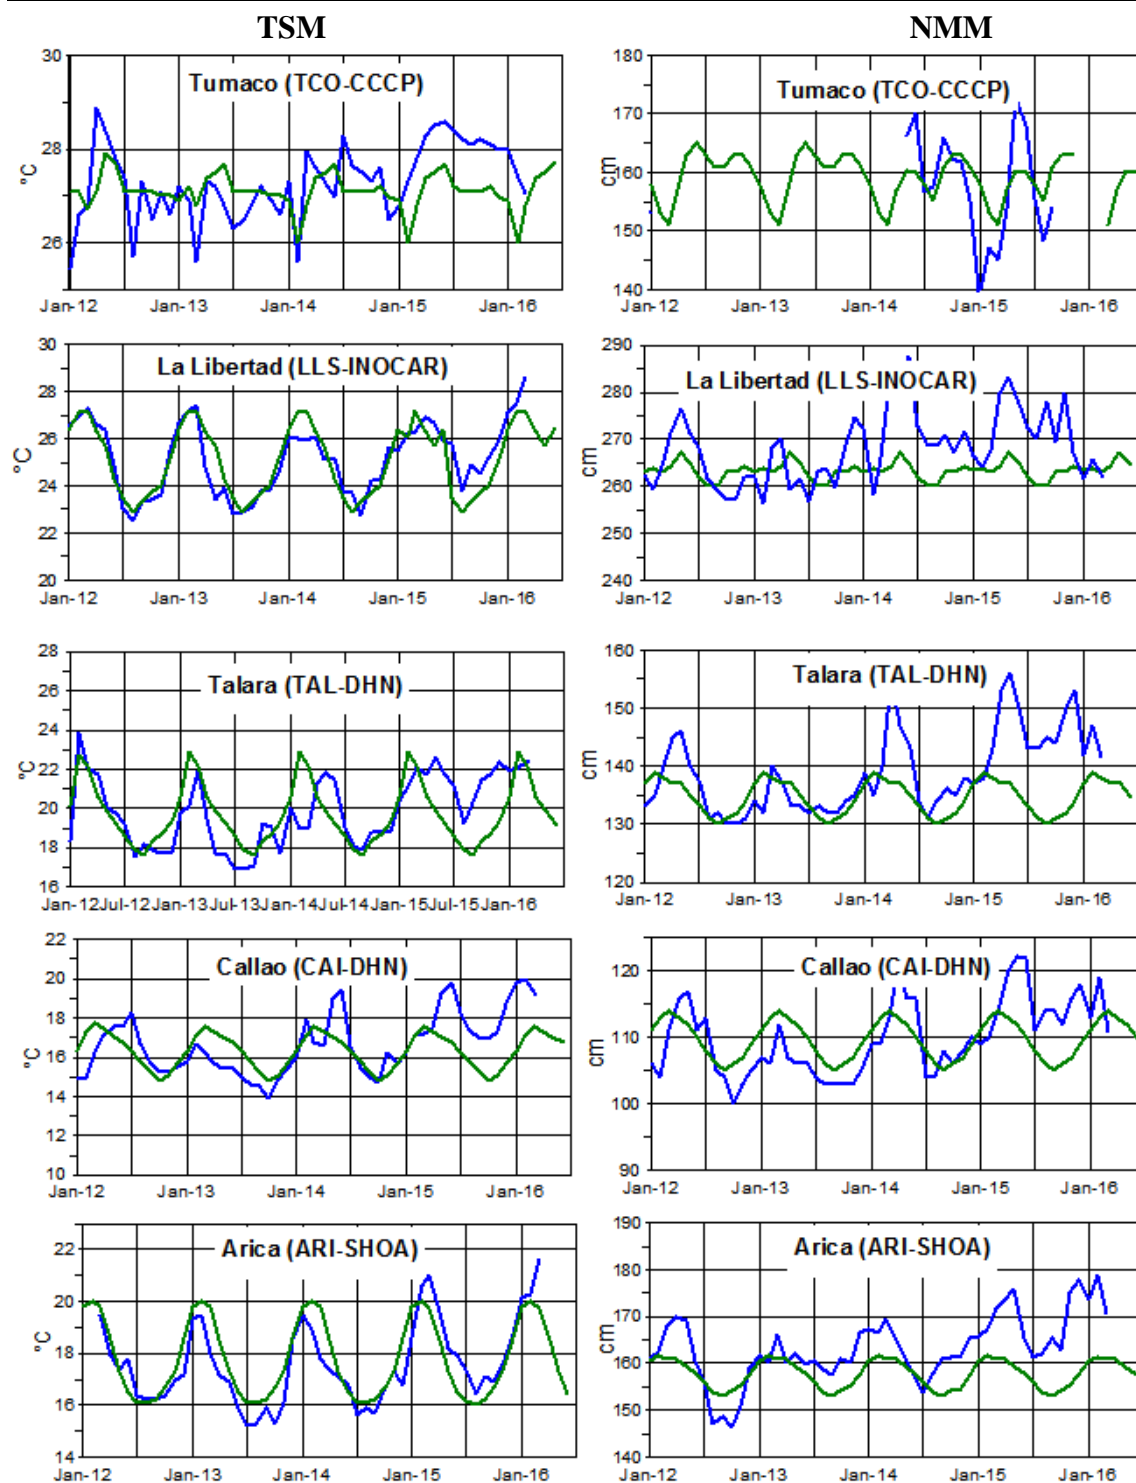 TSM NMM
30 180
Tumaco (TCO-CCCP) Tumaco (TCO-CCCP)
170
28
°C cm 160
150
26
140
Jan-12 Jan-13 Jan-14 Jan-15 Jan-16 Jan-12 Jan-13 Jan-14 Jan-15 Jan-16
30 290
La Libertad (LLS-INOCAR) La Libertad (LLS-INOCAR)
28 280
26 270
°C cm
24 260
22 250
20 240
Jan-12 Jan-13 Jan-14 Jan-15 Jan-16 Jan-12 Jan-13 Jan-14 Jan-15 Jan-16
28 160
Talara (TAL-DHN) Talara (TAL-DHN)
26
24 150
22 140
°C cm
20
18 130
16 120
Jan-12 Jul-12 Jan-13 Jul-13 Jan-14 Jul-14 Jan-15 Jul-15 Jan-16 Jan-12 Jan-13 Jan-14 Jan-15 Jan-16
22
Callao (CAI-DHN) Callao (CAI-DHN)
20 120
18
°C 16 cm 110
14 100
12
10 90
Jan-12 Jan-13 Jan-14 Jan-15 Jan-16 Jan-12 Jan-13 Jan-14 Jan-15 Jan-16
190
22 Arica (ARI-SHOA) Arica (ARI-SHOA)
180
20 170
°C cm
18 160
16 150
14 140
Jan-12 Jan-13 Jan-14 Jan-15 Jan-16 Jan-12 Jan-13 Jan-14 Jan-15 Jan-16